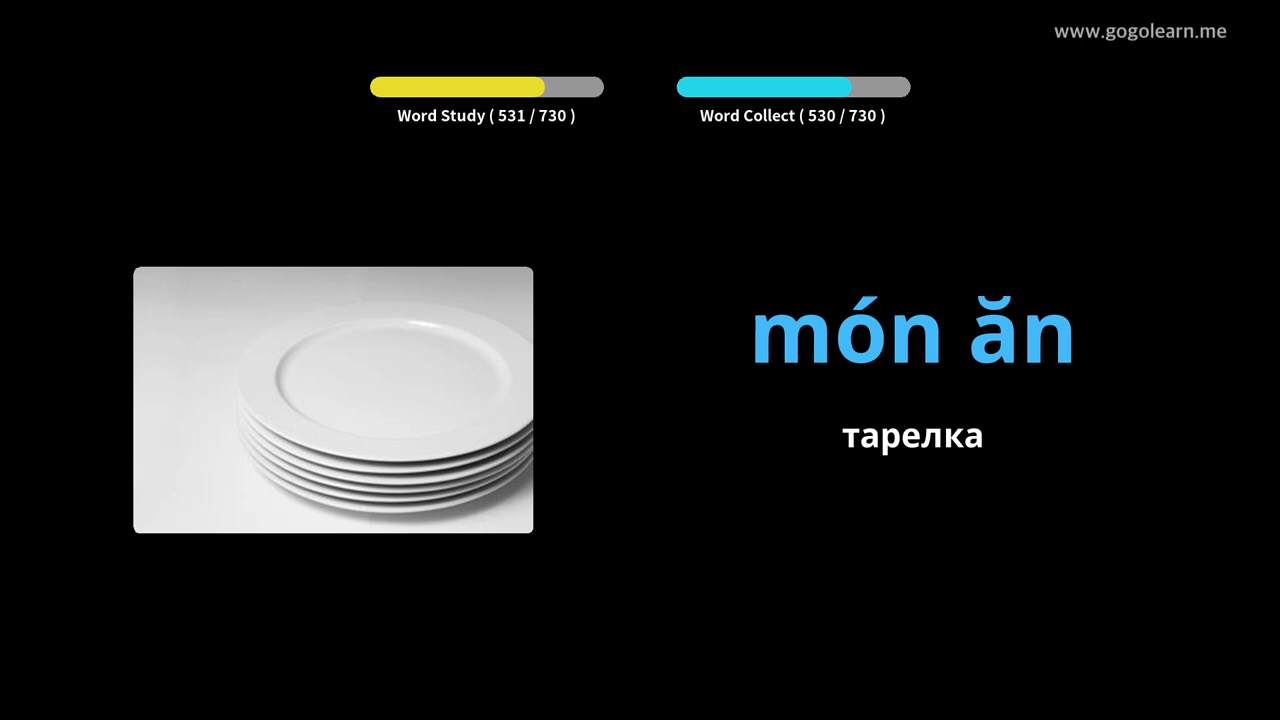 www.gogolearn.me
Word Study ( 531 / 730 )
Word Collect ( 530 / 730 )
món ăn
тарелка